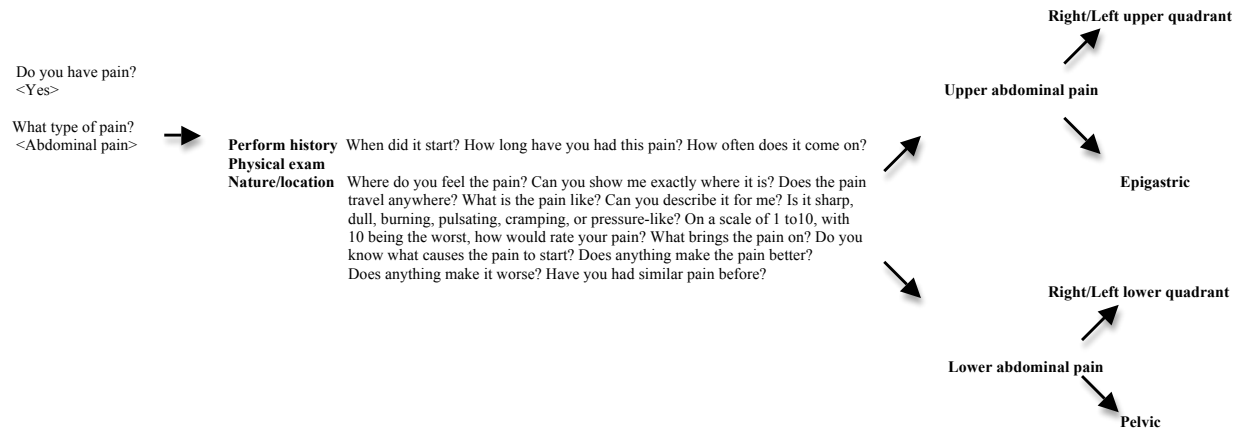 Do you have pain?
<Yes>
What type of pain?
<Abdominal pain>
Perform history When did it start? How long have you had this pain? How often does it come on?
Physical exam
Nature/location Where do you feel the pain? Can you show me exactly where it is? Does the pain
travel anywhere? What is the pain like? Can you describe it for me? Is it sharp,
dull, burning, pulsating, cramping, or pressure-like? On a scale of 1 to10, with
10 being the worst, how would rate your pain? What brings the pain on? Do you
know what causes the pain to start? Does anything make the pain better?
Does anything make it worse? Have you had similar pain before?
Right/Left upper quadrant
Upper abdominal pain
Epigastric
Right/Left lower quadrant
Lower abdominal pain
Pelvic